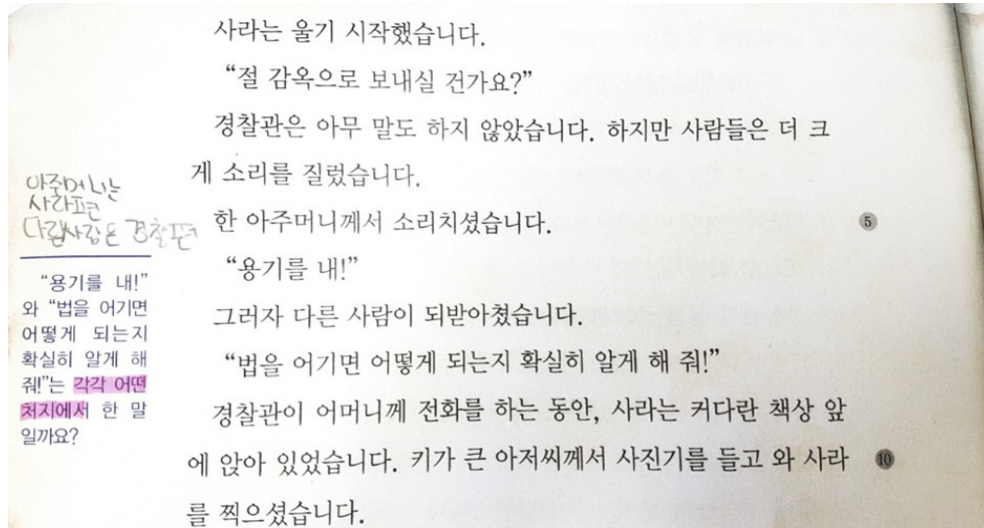 사라는 울기 시작했습니다.
“절 감옥으로 보내실 건가요?”
경찰관은 아무 말도 하지 않았습니다. 하지만 사람들은 더 크
게 소리를 질렀습니다.
한 아주머니께서 소리치셨습니다.
5
“용기를 내!”
그러자 다른 사람이 되받아쳤습니다.
“법을 어기면 어떻게 되는지 확실히 알게 해 줘!”
경찰관이 어머니께 전화를 하는 동안, 사라는 커다란 책상 앞
에 앉아 있었습니다. 키가 큰 아저씨께서 사진기를 들고 와 사라
10
를 찍으셨습니다.
아줌머니는
사라편
다른사람은 경찰편
“용기를 내!”
와 “법을 어기면
어떻게 되는지
확실히 알게 해
줘!”는 각각 어떤
처지에서 한 말
일까요?